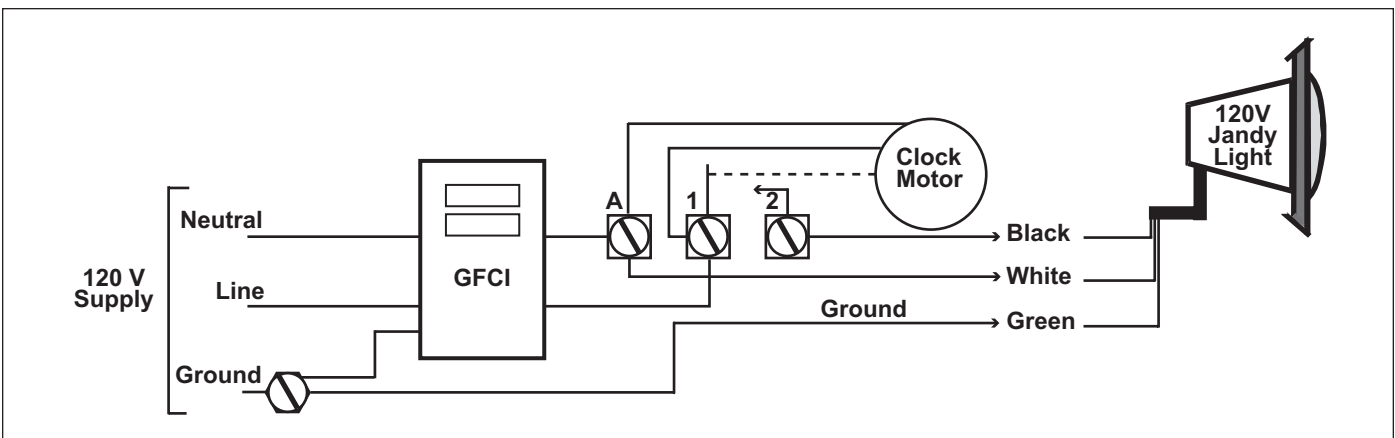 120 V
Supply
Neutral
Line
Ground
GFCI
A
1
2
Clock
Motor
Black
White
Ground
Green
120V
Jandy
Light